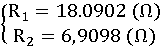 R₁ = 18.0902 (Ω)
R₂ = 6,9098 (Ω)